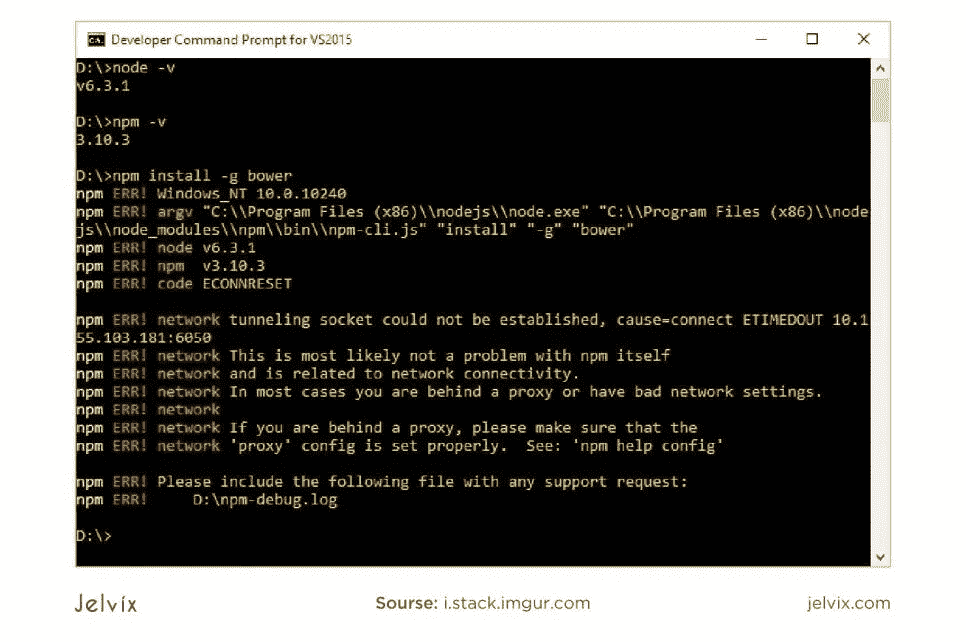 Developer Command Prompt for VS2015
D:\>node -v
v6.3.1
D:\>npm -v
3.10.3
D:\>npm install -g bower
npm ERR! Windows_NT 10.0.10240
npm ERR! argv "C:\\Program Files (x86)\\nodejs\\node.exe" "C:\\Program Files (x86)\\node
js\\node_modules\\npm\\bin\\npm-cli.js" "install" "-g" "bower"
npm ERR! node v6.3.1
npm ERR! npm  v3.10.3
npm ERR! code ECONNRESET
npm ERR! network tunneling socket could not be established, cause=connect ETIMEDOUT 10.1
55.103.181:6050
npm ERR! network This is most likely not a problem with npm itself
npm ERR! network and is related to network connectivity.
npm ERR! network In most cases you are behind a proxy or have bad network settings.
npm ERR! network
npm ERR! network If you are behind a proxy, please make sure that the
npm ERR! network 'proxy' config is set properly.  See: 'npm help config'
npm ERR! Please include the following file with any support request:
npm ERR!     D:\npm-debug.log
D:\>
Jelvix
Sourse: i.stack.imgur.com
jelvix.com